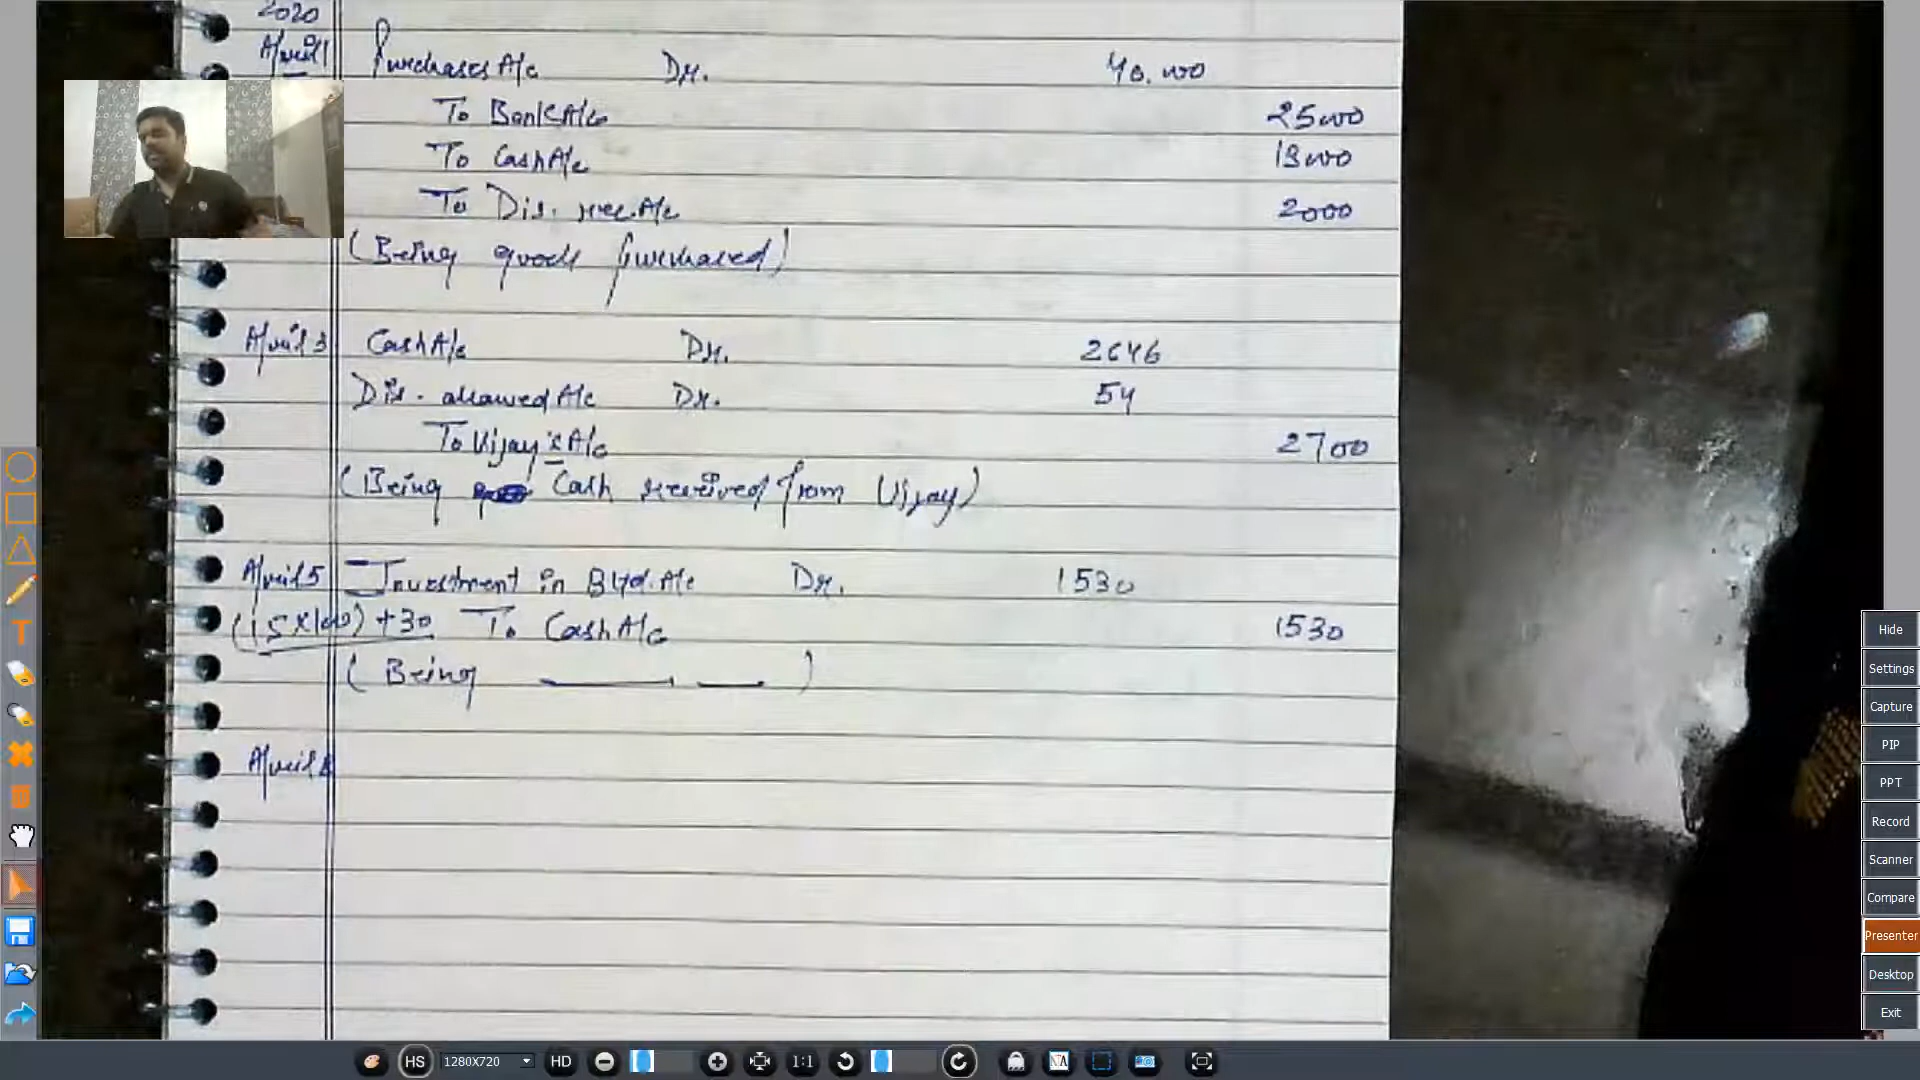 2020
April 1 Purchases A/c Dr. 40,000
To Bank A/c 25000
To Cash A/c 13000
To Dis. rec. A/c 2000
(Being goods purchased)
April 3 Cash A/c Dr. 2646
Dis. allowed A/c Dr. 54
To Vijay's A/c 2700
(Being Cash received from Vijay)
April 5 Investment in B Ltd. A/c Dr. 1530
(15x100) +30 To Cash A/c 1530
(Being )
April 8
T
Hide
Settings
Capture
PIP
PPT
Record
Scanner
Compare
Presenter
Desktop
Exit
HS 1280X720 HD 1:1